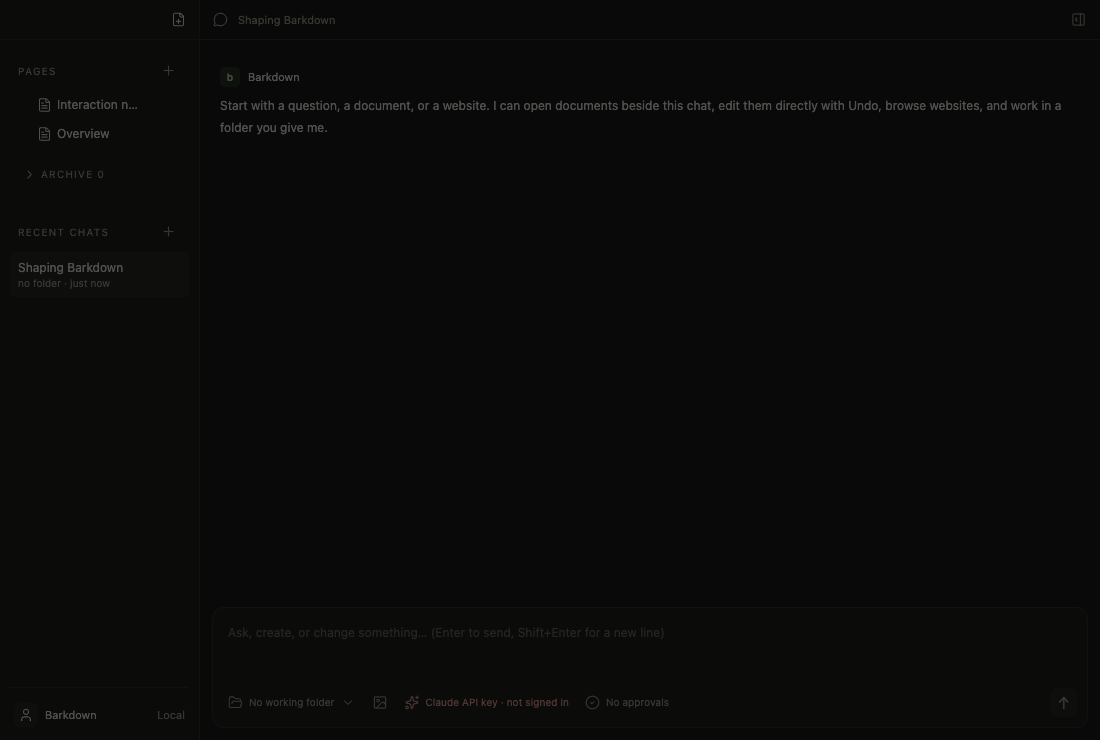 Shaping Barkdown
PAGES
Interaction n...
Overview
ARCHIVE 0
RECENT CHATS
Shaping Barkdown
no folder · just now
Barkdown
Local
b
Barkdown
Start with a question, a document, or a website. I can open documents beside this chat, edit them directly with Undo, browse websites, and work in a
folder you give me.
Ask, create, or change something... (Enter to send, Shift+Enter for a new line)
No working folder
Claude API key · not signed in
No approvals